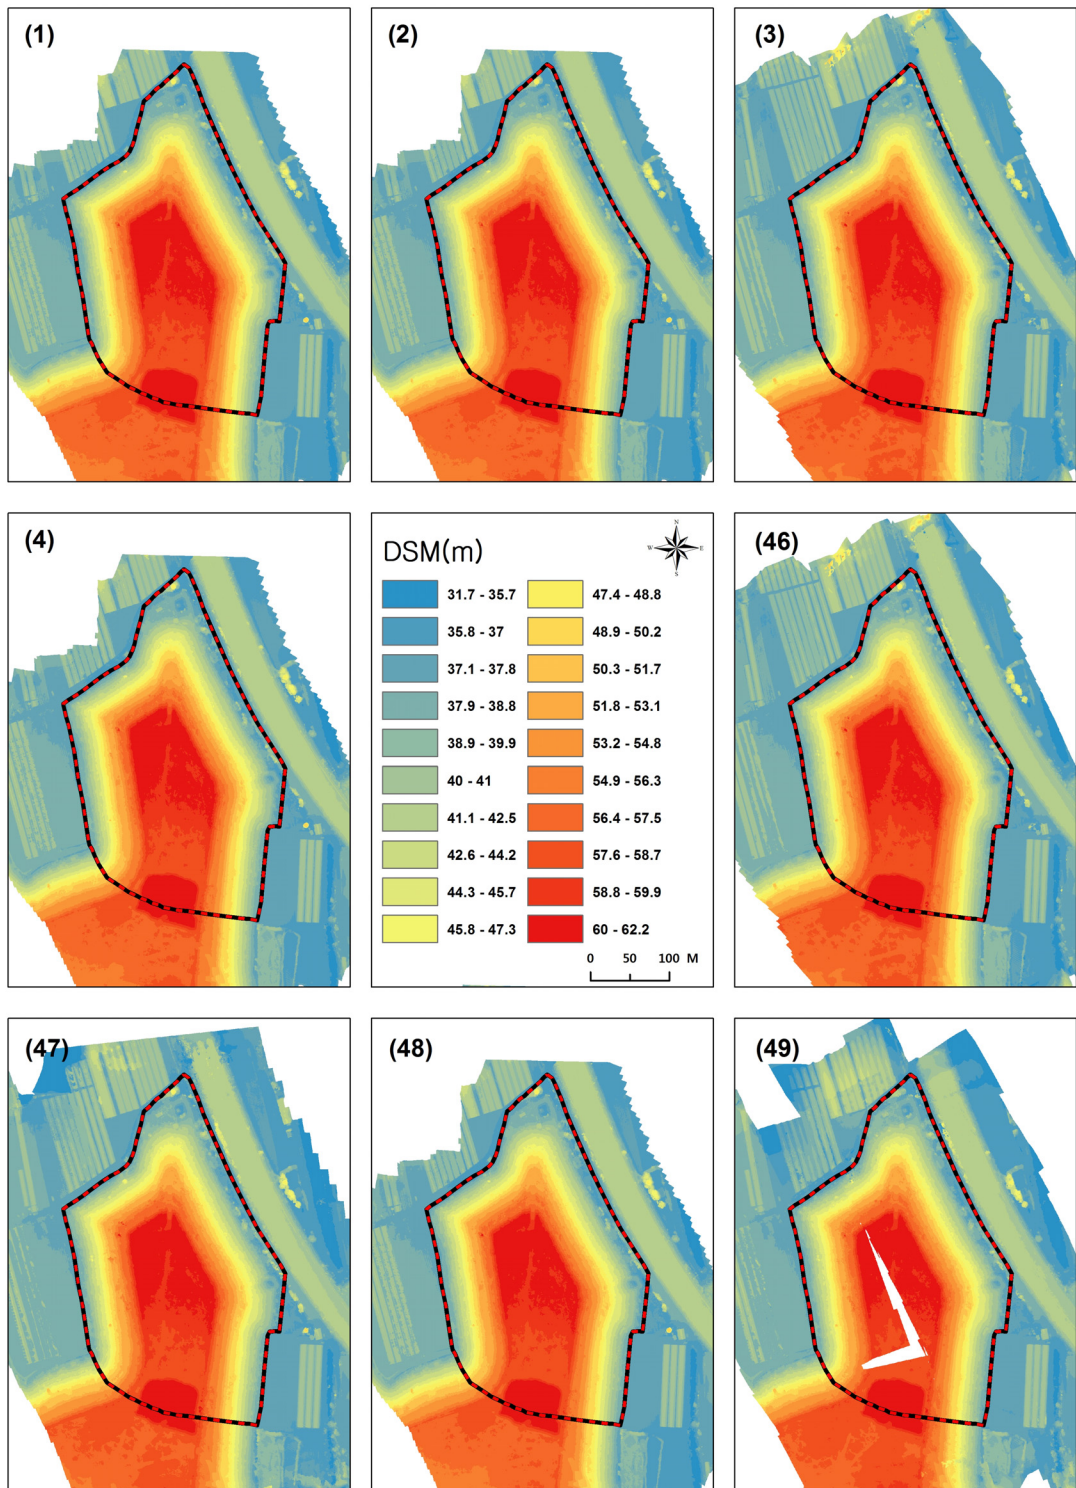 (1)
(2)
(3)
(4)
DSM(m)
N
W E
S
31.7 - 35.7
47.4 - 48.8
35.8 - 37
48.9 - 50.2
37.1 - 37.8
50.3 - 51.7
37.9 - 38.8
51.8 - 53.1
38.9 - 39.9
53.2 - 54.8
40 - 41
54.9 - 56.3
41.1 - 42.5
56.4 - 57.5
42.6 - 44.2
57.6 - 58.7
44.3 - 45.7
58.8 - 59.9
45.8 - 47.3
60 - 62.2
0 50 100 M
(46)
(47)
(48)
(49)